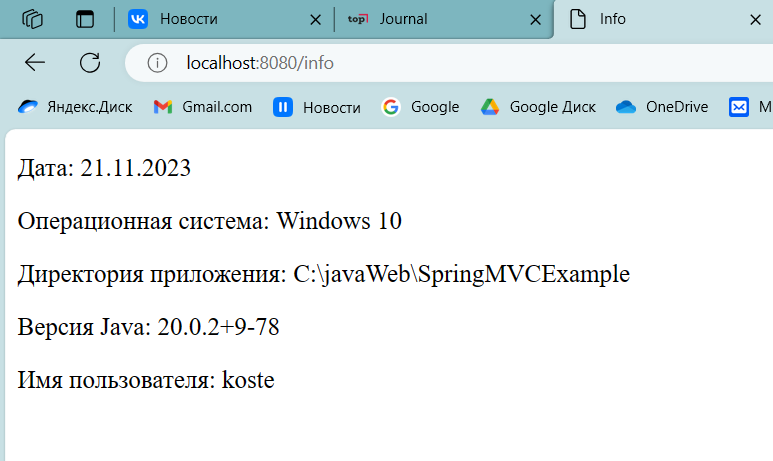 Новости
top
Journal
Info
localhost:8080/info
Яндекс.Диск Gmail.com Новости Google Google Диск OneDrive M
Дата: 21.11.2023
Операционная система: Windows 10
Директория приложения: C:\javaWeb\SpringMVCExample
Версия Java: 20.0.2+9-78
Имя пользователя: koste